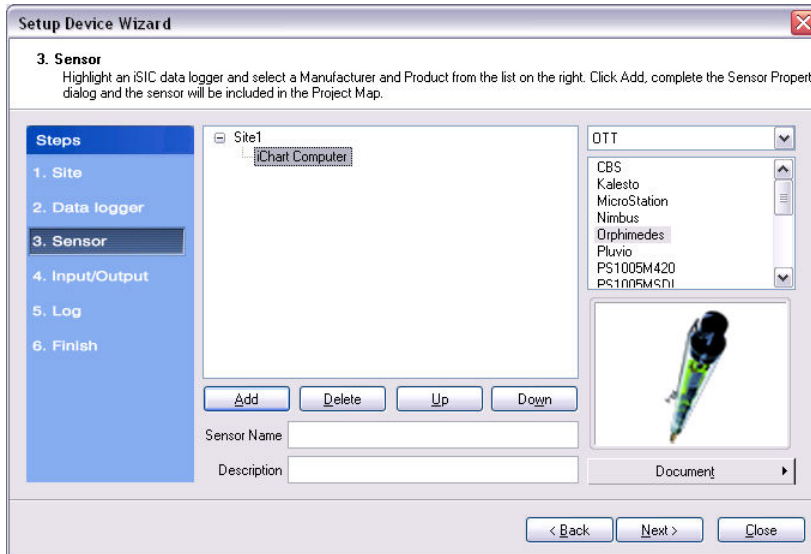 Setup Device Wizard
3. Sensor
Highlight an iSIC data logger and select a Manufacturer and Product from the list on the right. Click Add, complete the Sensor Propert
dialog and the sensor will be included in the Project Map.
Steps
1. Site
2. Data logger
3. Sensor
4. Input/Output
5. Log
6. Finish
Site1
iChart Computer
Add
Delete
Up
Down
Sensor Name
Description
OTT
CBS
Kalesto
MicroStation
Nimbus
Orphimedes
Pluvio
PS1005M420
PS1005MSDI
Document
< Back
Next >
Close